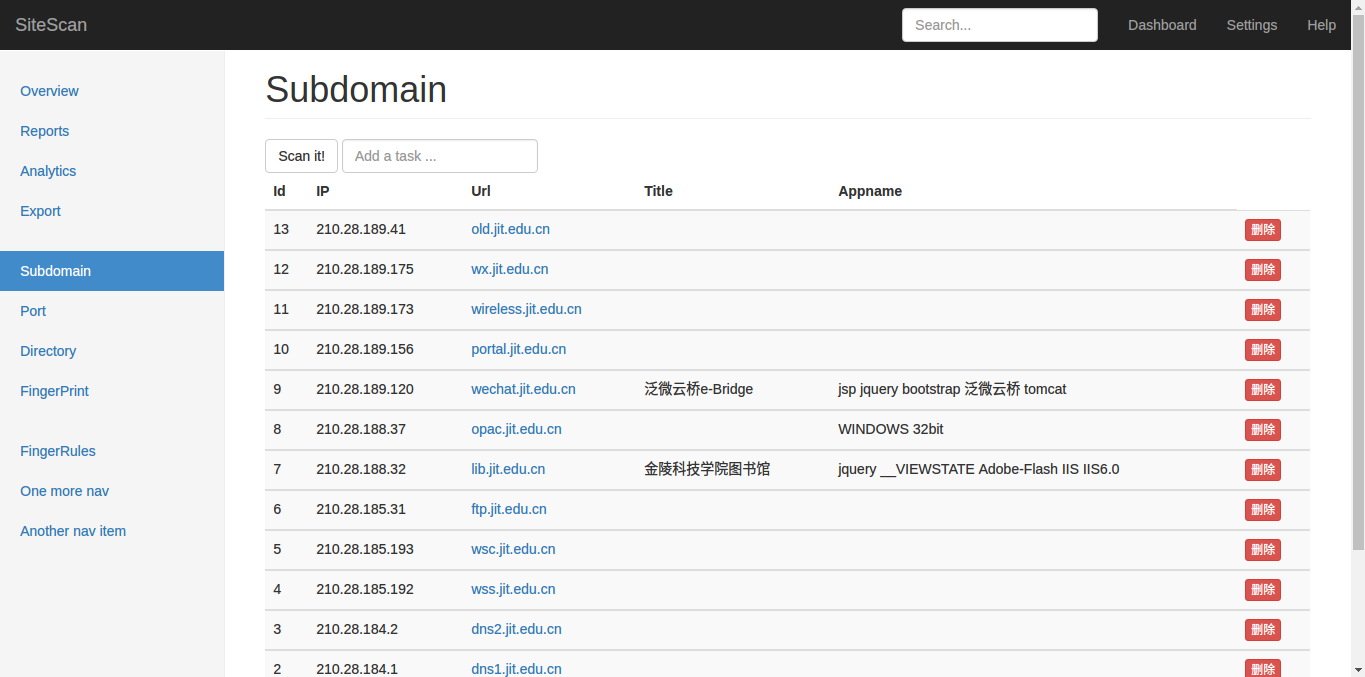 SiteScan Search... Dashboard Settings Help
Overview
Reports
Analytics
Export
Subdomain
Port
Directory
FingerPrint
FingerRules
One more nav
Another nav item
Subdomain
Scan it! Add a task ...
Id IP Url Title Appname
13 210.28.189.41 old.jit.edu.cn 删除
12 210.28.189.175 wx.jit.edu.cn 删除
11 210.28.189.173 wireless.jit.edu.cn 删除
10 210.28.189.156 portal.jit.edu.cn 删除
9 210.28.189.120 wechat.jit.edu.cn 泛微云桥e-Bridge jsp jquery bootstrap 泛微云桥 tomcat 删除
8 210.28.188.37 opac.jit.edu.cn WINDOWS 32bit 删除
7 210.28.188.32 lib.jit.edu.cn 金陵科技学院图书馆 jquery __VIEWSTATE Adobe-Flash IIS IIS6.0 删除
6 210.28.185.31 ftp.jit.edu.cn 删除
5 210.28.185.193 wsc.jit.edu.cn 删除
4 210.28.185.192 wss.jit.edu.cn 删除
3 210.28.184.2 dns2.jit.edu.cn 删除
2 210.28.184.1 dns1.jit.edu.cn 删除